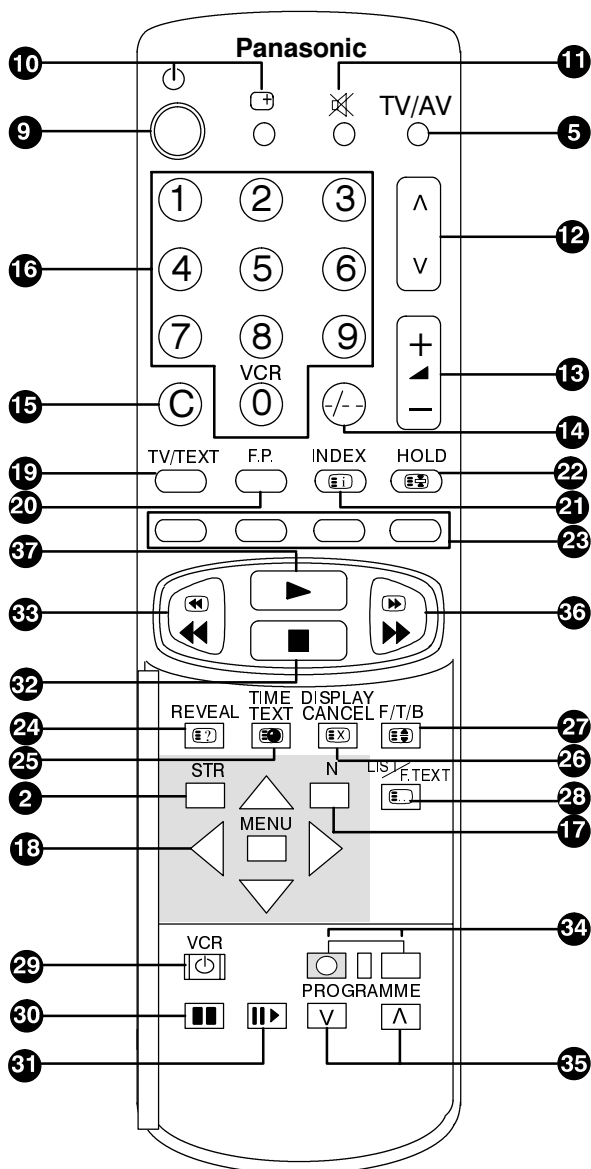 Panasonic
10
11
TV/AV
9
5
1 2 3
12
16
4 5 6
7 8 9
VCR
13
15
C 0 -/--
14
19
TV/TEXT F.P. INDEX HOLD
22
20
21
23
37
33
36
32
REVEAL TIME TEXT DISPLAY CANCEL F/T/B
24
27
25
26
STR N LIST/F.TEXT
2
28
17
MENU
18
34
VCR
29
PROGRAMME
30
31
35